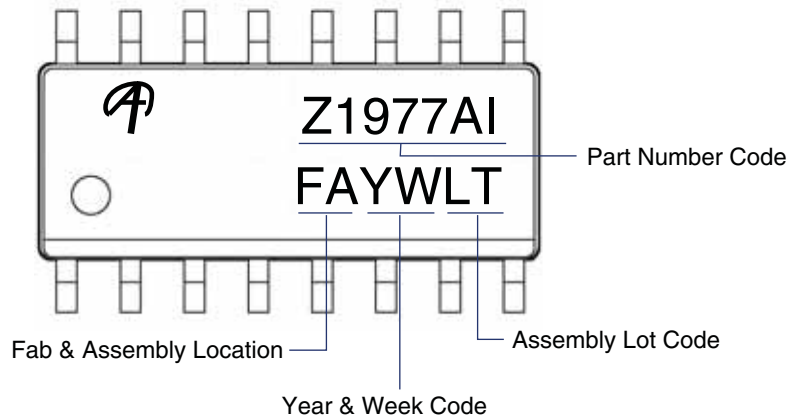 Z1977AI
Part Number Code
FAYWLT
Fab & Assembly Location
Assembly Lot Code
Year & Week Code